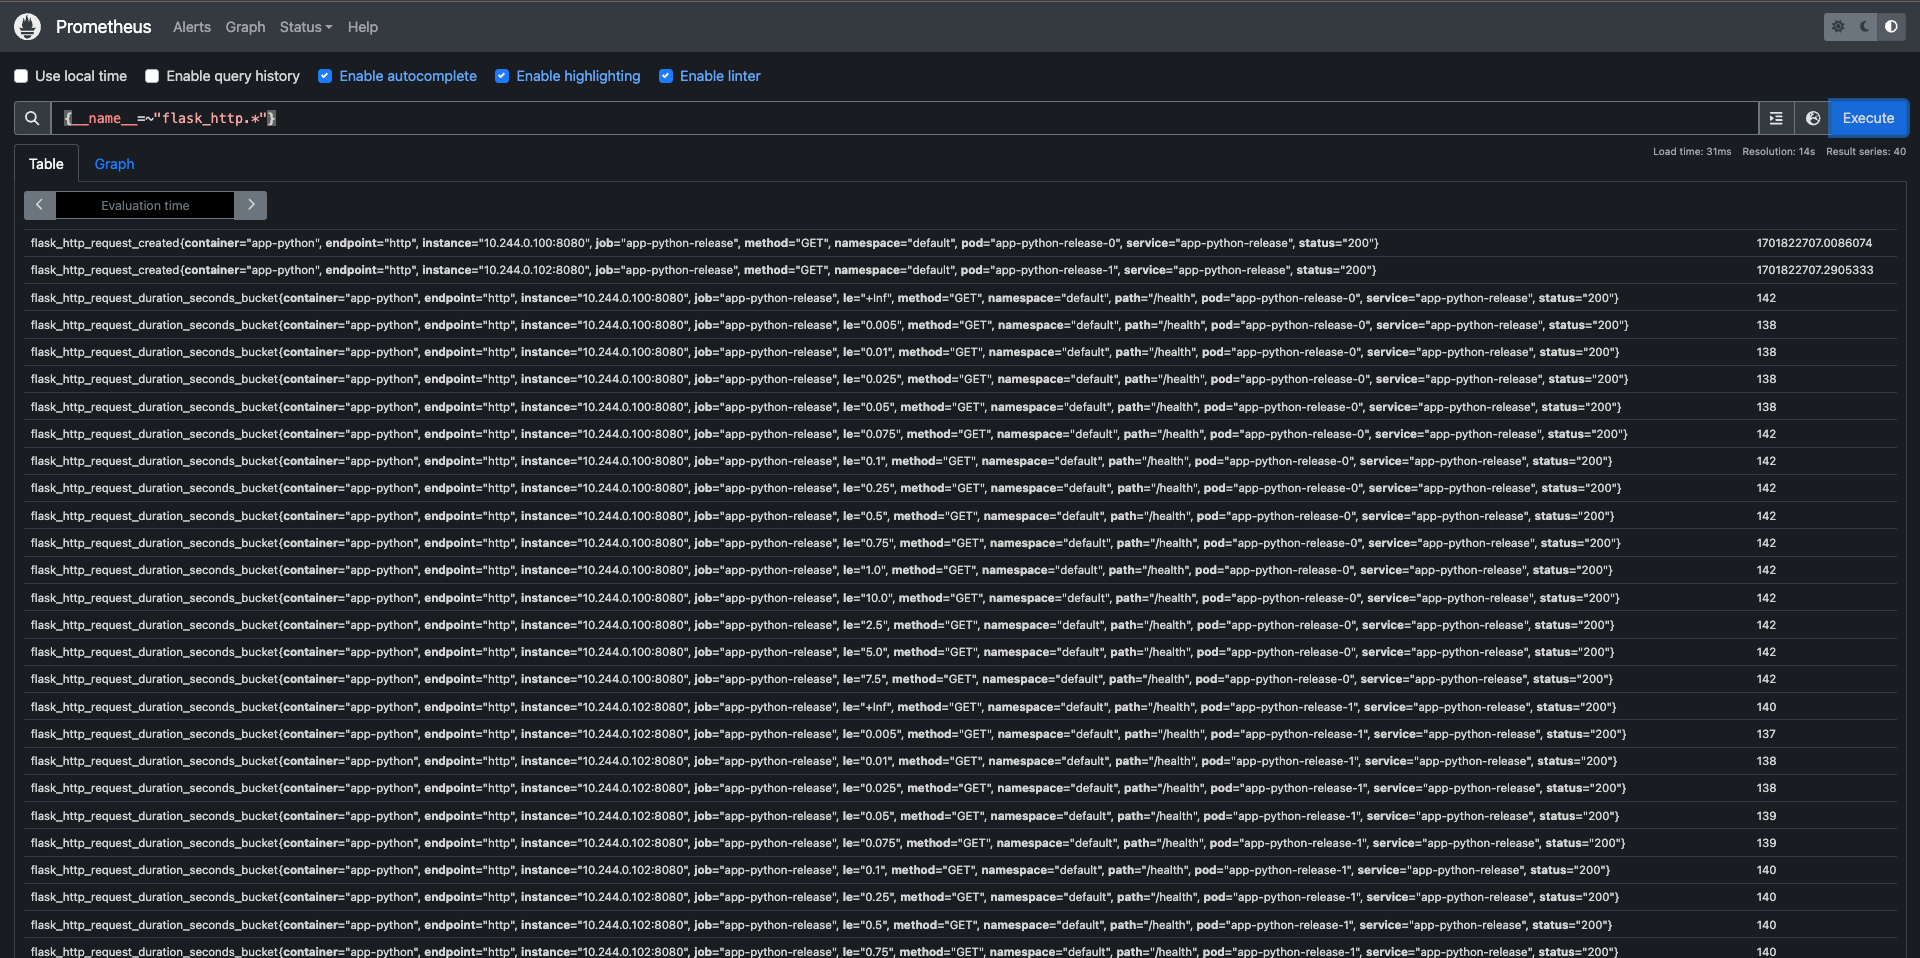 Prometheus Alerts Graph Status Help
Use local time Enable query history Enable autocomplete Enable highlighting Enable linter
{__name__=~"flask_http.*"} Execute
Table Graph Load time: 31ms Resolution: 14s Result series: 40
Evaluation time
flask_http_request_created{container="app-python", endpoint="http", instance="10.244.0.100:8080", job="app-python-release", method="GET", namespace="default", pod="app-python-release-0", service="app-python-release", status="200"} 1701822707.0086074
flask_http_request_created{container="app-python", endpoint="http", instance="10.244.0.102:8080", job="app-python-release", method="GET", namespace="default", pod="app-python-release-1", service="app-python-release", status="200"} 1701822707.2905333
flask_http_request_duration_seconds_bucket{container="app-python", endpoint="http", instance="10.244.0.100:8080", job="app-python-release", le="+Inf", method="GET", namespace="default", path="/health", pod="app-python-release-0", service="app-python-release", status="200"} 142
flask_http_request_duration_seconds_bucket{container="app-python", endpoint="http", instance="10.244.0.100:8080", job="app-python-release", le="0.005", method="GET", namespace="default", path="/health", pod="app-python-release-0", service="app-python-release", status="200"} 138
flask_http_request_duration_seconds_bucket{container="app-python", endpoint="http", instance="10.244.0.100:8080", job="app-python-release", le="0.01", method="GET", namespace="default", path="/health", pod="app-python-release-0", service="app-python-release", status="200"} 138
flask_http_request_duration_seconds_bucket{container="app-python", endpoint="http", instance="10.244.0.100:8080", job="app-python-release", le="0.025", method="GET", namespace="default", path="/health", pod="app-python-release-0", service="app-python-release", status="200"} 138
flask_http_request_duration_seconds_bucket{container="app-python", endpoint="http", instance="10.244.0.100:8080", job="app-python-release", le="0.05", method="GET", namespace="default", path="/health", pod="app-python-release-0", service="app-python-release", status="200"} 138
flask_http_request_duration_seconds_bucket{container="app-python", endpoint="http", instance="10.244.0.100:8080", job="app-python-release", le="0.075", method="GET", namespace="default", path="/health", pod="app-python-release-0", service="app-python-release", status="200"} 142
flask_http_request_duration_seconds_bucket{container="app-python", endpoint="http", instance="10.244.0.100:8080", job="app-python-release", le="0.1", method="GET", namespace="default", path="/health", pod="app-python-release-0", service="app-python-release", status="200"} 142
flask_http_request_duration_seconds_bucket{container="app-python", endpoint="http", instance="10.244.0.100:8080", job="app-python-release", le="0.25", method="GET", namespace="default", path="/health", pod="app-python-release-0", service="app-python-release", status="200"} 142
flask_http_request_duration_seconds_bucket{container="app-python", endpoint="http", instance="10.244.0.100:8080", job="app-python-release", le="0.5", method="GET", namespace="default", path="/health", pod="app-python-release-0", service="app-python-release", status="200"} 142
flask_http_request_duration_seconds_bucket{container="app-python", endpoint="http", instance="10.244.0.100:8080", job="app-python-release", le="0.75", method="GET", namespace="default", path="/health", pod="app-python-release-0", service="app-python-release", status="200"} 142
flask_http_request_duration_seconds_bucket{container="app-python", endpoint="http", instance="10.244.0.100:8080", job="app-python-release", le="1.0", method="GET", namespace="default", path="/health", pod="app-python-release-0", service="app-python-release", status="200"} 142
flask_http_request_duration_seconds_bucket{container="app-python", endpoint="http", instance="10.244.0.100:8080", job="app-python-release", le="10.0", method="GET", namespace="default", path="/health", pod="app-python-release-0", service="app-python-release", status="200"} 142
flask_http_request_duration_seconds_bucket{container="app-python", endpoint="http", instance="10.244.0.100:8080", job="app-python-release", le="2.5", method="GET", namespace="default", path="/health", pod="app-python-release-0", service="app-python-release", status="200"} 142
flask_http_request_duration_seconds_bucket{container="app-python", endpoint="http", instance="10.244.0.100:8080", job="app-python-release", le="5.0", method="GET", namespace="default", path="/health", pod="app-python-release-0", service="app-python-release", status="200"} 142
flask_http_request_duration_seconds_bucket{container="app-python", endpoint="http", instance="10.244.0.100:8080", job="app-python-release", le="7.5", method="GET", namespace="default", path="/health", pod="app-python-release-0", service="app-python-release", status="200"} 142
flask_http_request_duration_seconds_bucket{container="app-python", endpoint="http", instance="10.244.0.102:8080", job="app-python-release", le="+Inf", method="GET", namespace="default", path="/health", pod="app-python-release-1", service="app-python-release", status="200"} 140
flask_http_request_duration_seconds_bucket{container="app-python", endpoint="http", instance="10.244.0.102:8080", job="app-python-release", le="0.005", method="GET", namespace="default", path="/health", pod="app-python-release-1", service="app-python-release", status="200"} 137
flask_http_request_duration_seconds_bucket{container="app-python", endpoint="http", instance="10.244.0.102:8080", job="app-python-release", le="0.01", method="GET", namespace="default", path="/health", pod="app-python-release-1", service="app-python-release", status="200"} 138
flask_http_request_duration_seconds_bucket{container="app-python", endpoint="http", instance="10.244.0.102:8080", job="app-python-release", le="0.025", method="GET", namespace="default", path="/health", pod="app-python-release-1", service="app-python-release", status="200"} 138
flask_http_request_duration_seconds_bucket{container="app-python", endpoint="http", instance="10.244.0.102:8080", job="app-python-release", le="0.05", method="GET", namespace="default", path="/health", pod="app-python-release-1", service="app-python-release", status="200"} 139
flask_http_request_duration_seconds_bucket{container="app-python", endpoint="http", instance="10.244.0.102:8080", job="app-python-release", le="0.075", method="GET", namespace="default", path="/health", pod="app-python-release-1", service="app-python-release", status="200"} 139
flask_http_request_duration_seconds_bucket{container="app-python", endpoint="http", instance="10.244.0.102:8080", job="app-python-release", le="0.1", method="GET", namespace="default", path="/health", pod="app-python-release-1", service="app-python-release", status="200"} 140
flask_http_request_duration_seconds_bucket{container="app-python", endpoint="http", instance="10.244.0.102:8080", job="app-python-release", le="0.25", method="GET", namespace="default", path="/health", pod="app-python-release-1", service="app-python-release", status="200"} 140
flask_http_request_duration_seconds_bucket{container="app-python", endpoint="http", instance="10.244.0.102:8080", job="app-python-release", le="0.5", method="GET", namespace="default", path="/health", pod="app-python-release-1", service="app-python-release", status="200"} 140
flask_http_request_duration_seconds_bucket{container="app-python", endpoint="http", instance="10.244.0.102:8080", job="app-python-release", le="0.75", method="GET", namespace="default", path="/health", pod="app-python-release-1", service="app-python-release", status="200"} 140